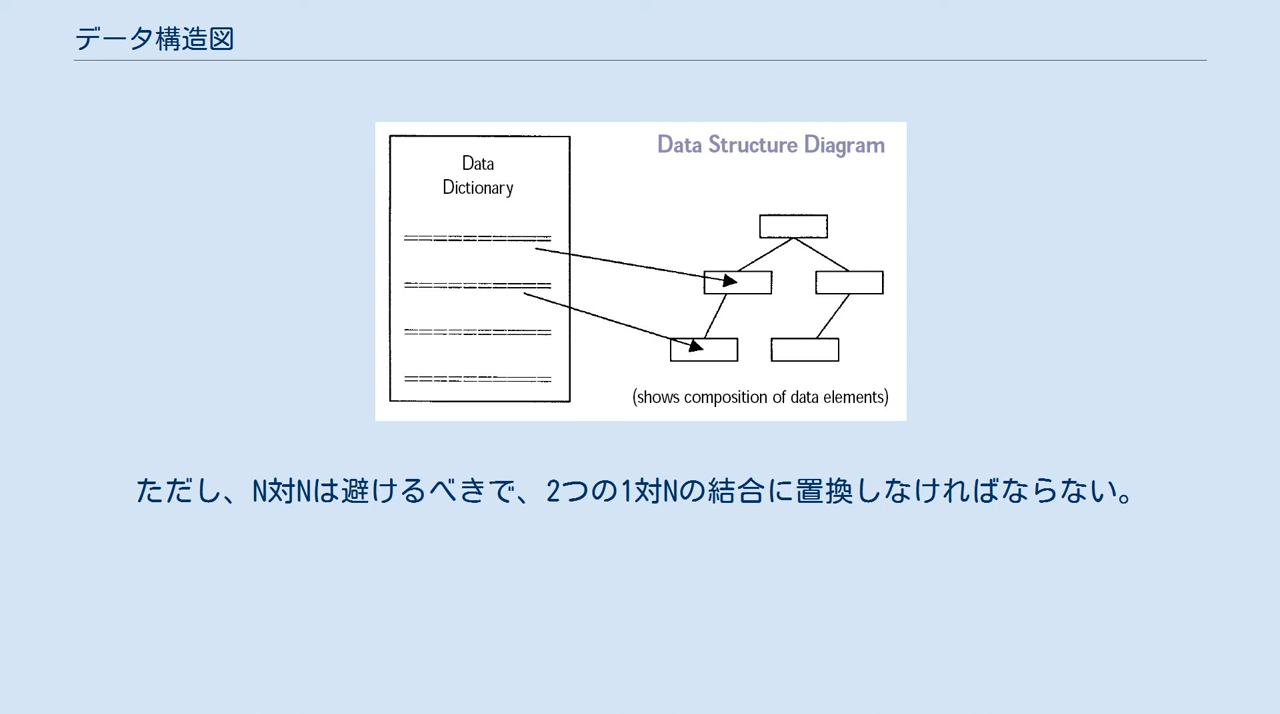 データ構造図
Data Structure Diagram
Data
Dictionary
(shows composition of data elements)
ただし、N対Nは避けるべきで、2つの1対Nの結合に置換しなければならない。